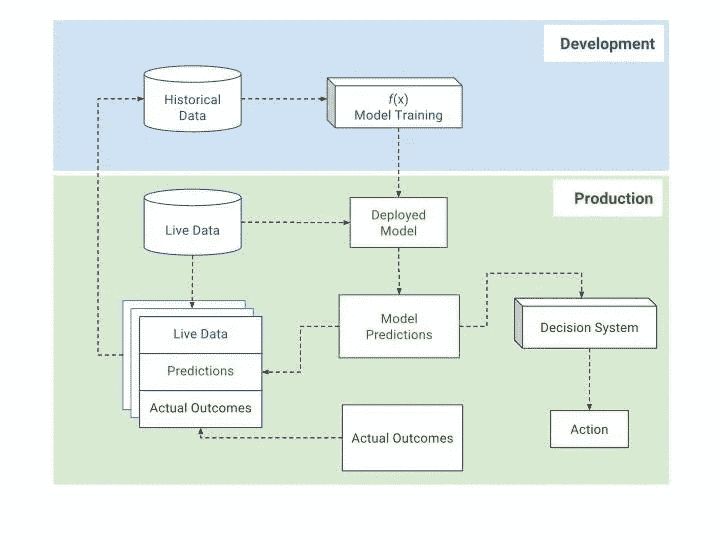 Development
Historical
Data
f(x)
Model Training
Production
Live Data
Deployed
Model
Live Data
Predictions
Actual Outcomes
Model
Predictions
Decision System
Actual Outcomes
Action